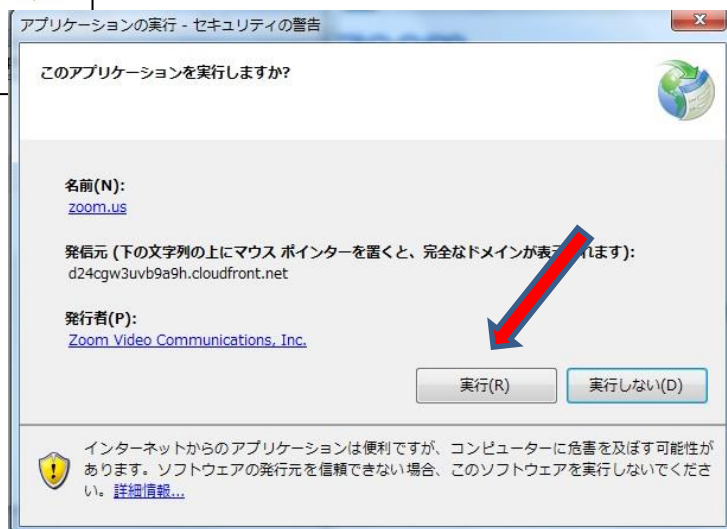 アプリケーションの実行 - セキュリティの警告
このアプリケーションを実行しますか?
名前(N):
zoom.us
発信元 (下の文字列の上にマウス ポインターを置くと、完全なドメインが表 れます):
d24cgw3uvb9a9h.cloudfront.net
発行者(P):
Zoom Video Communications, Inc.
実行(R)
実行しない(D)
インターネットからのアプリケーションは便利ですが、コンピューターに危害を及ぼす可能性が
あります。ソフトウェアの発行元を信頼できない場合、このソフトウェアを実行しないでくださ
い。詳細情報...